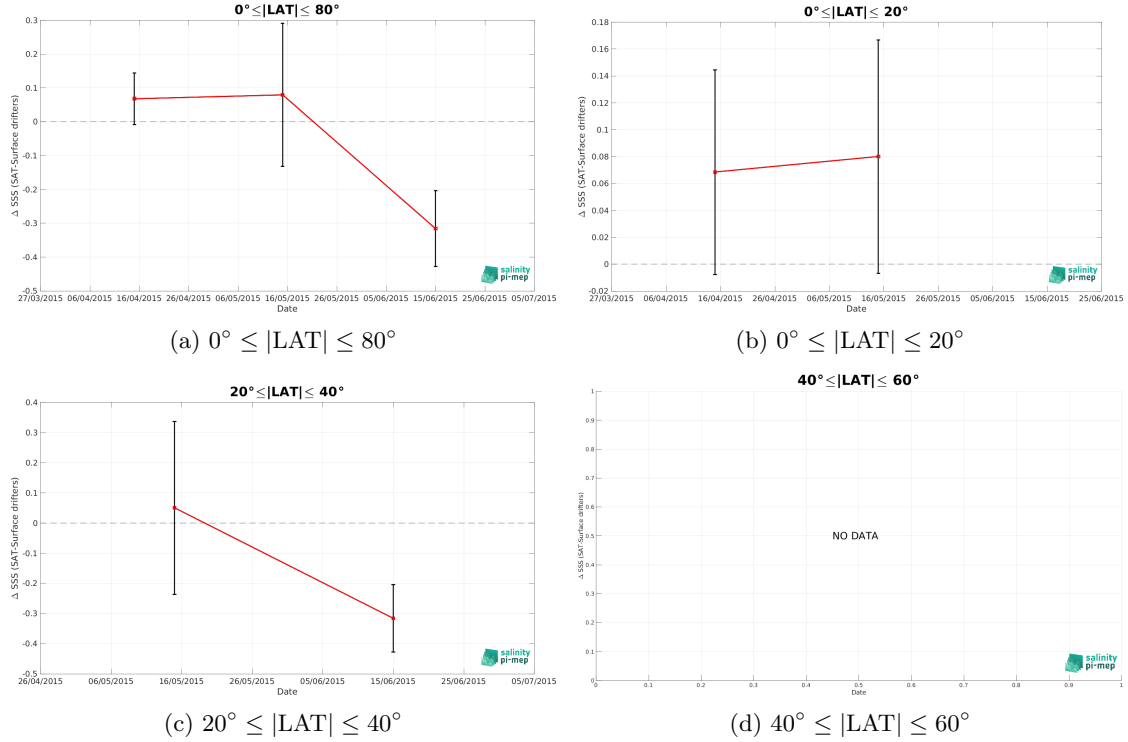 0°≤|LAT|≤ 80°
0.3
0.2
0.1
0
-0.1
-0.2
-0.3
-0.4
-0.5
Δ SSS (SAT-Surface drifters)
27/03/2015 06/04/2015 16/04/2015 26/04/2015 06/05/2015 16/05/2015 26/05/2015 05/06/2015 15/06/2015 25/06/2015 05/07/2015
Date
salinity
pi-mep
(a) 0° ≤ |LAT| ≤ 80°
0°≤|LAT|≤ 20°
0.18
0.16
0.14
0.12
0.1
0.08
0.06
0.04
0.02
0
-0.02
Δ SSS (SAT-Surface drifters)
27/03/2015 06/04/2015 16/04/2015 26/04/2015 06/05/2015 16/05/2015 26/05/2015 05/06/2015 15/06/2015 25/06/2015
Date
salinity
pi-mep
(b) 0° ≤ |LAT| ≤ 20°
20°≤|LAT|≤ 40°
0.4
0.3
0.2
0.1
0
-0.1
-0.2
-0.3
-0.4
-0.5
Δ SSS (SAT-Surface drifters)
26/04/2015 06/05/2015 16/05/2015 26/05/2015 05/06/2015 15/06/2015 25/06/2015 05/07/2015
Date
salinity
pi-mep
(c) 20° ≤ |LAT| ≤ 40°
40°≤|LAT|≤ 60°
1
0.9
0.8
0.7
0.6
0.5
0.4
0.3
0.2
0.1
0
Δ SSS (SAT-Surface drifters)
NO DATA
0 0.1 0.2 0.3 0.4 0.5 0.6 0.7 0.8 0.9 1
Date
salinity
pi-mep
(d) 40° ≤ |LAT| ≤ 60°